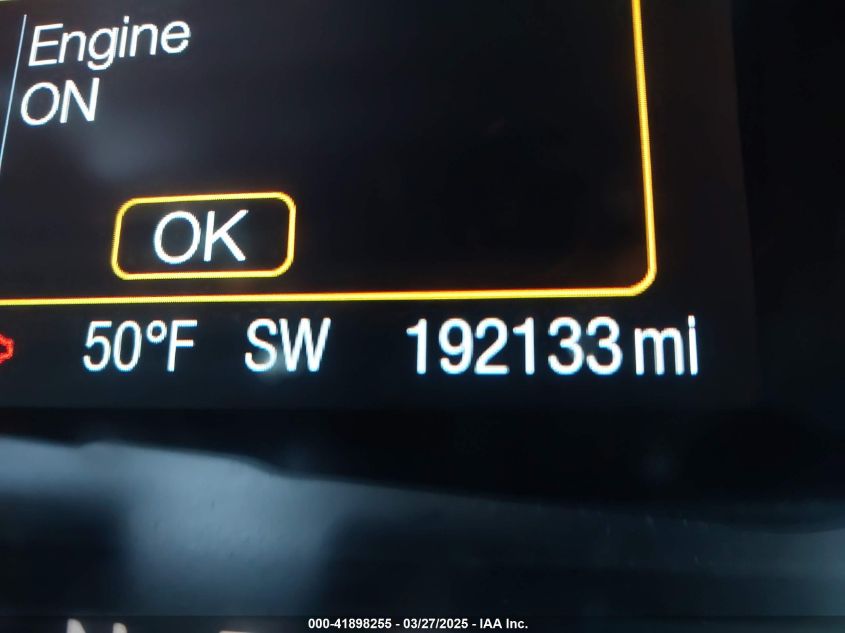 Engine
ON
OK
50°F SW 192133 mi
000-41898255 - 03/27/2025 - IAA Inc.